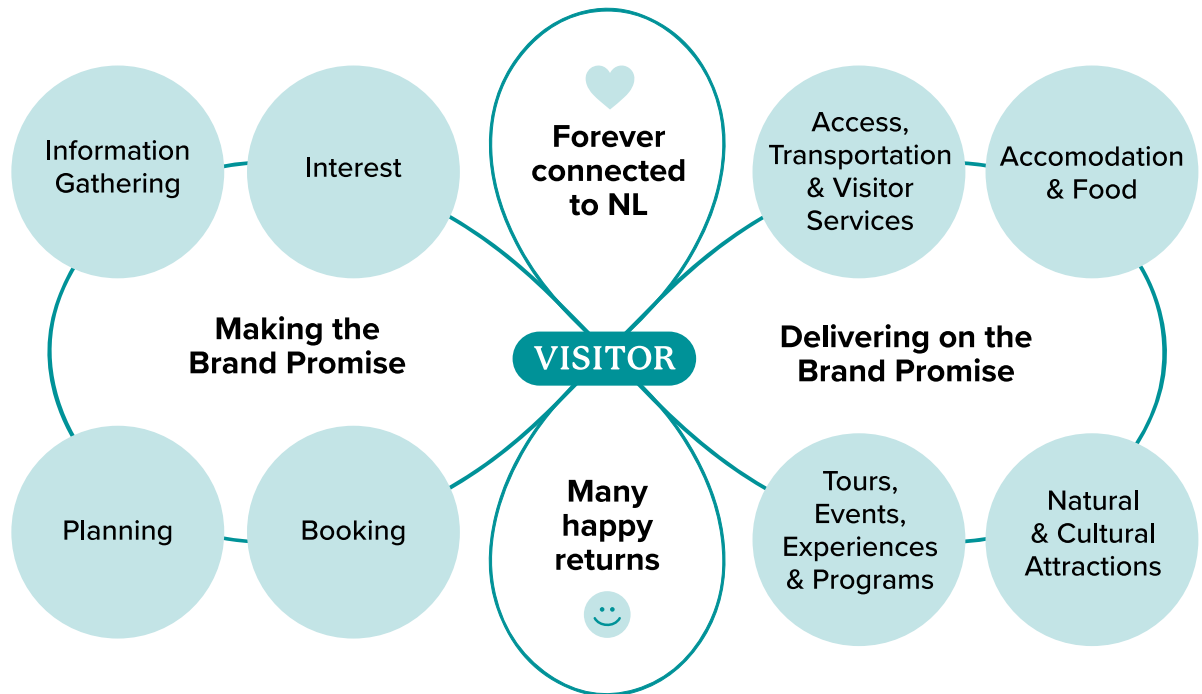 Information
Gathering
Interest
Forever
connected
to NL
Access,
Transportation
& Visitor
Services
Accomodation
& Food
Making the
Brand Promise
VISITOR
Delivering on the
Brand Promise
Planning
Booking
Many
happy
returns
Tours,
Events,
Experiences
& Programs
Natural
& Cultural
Attractions